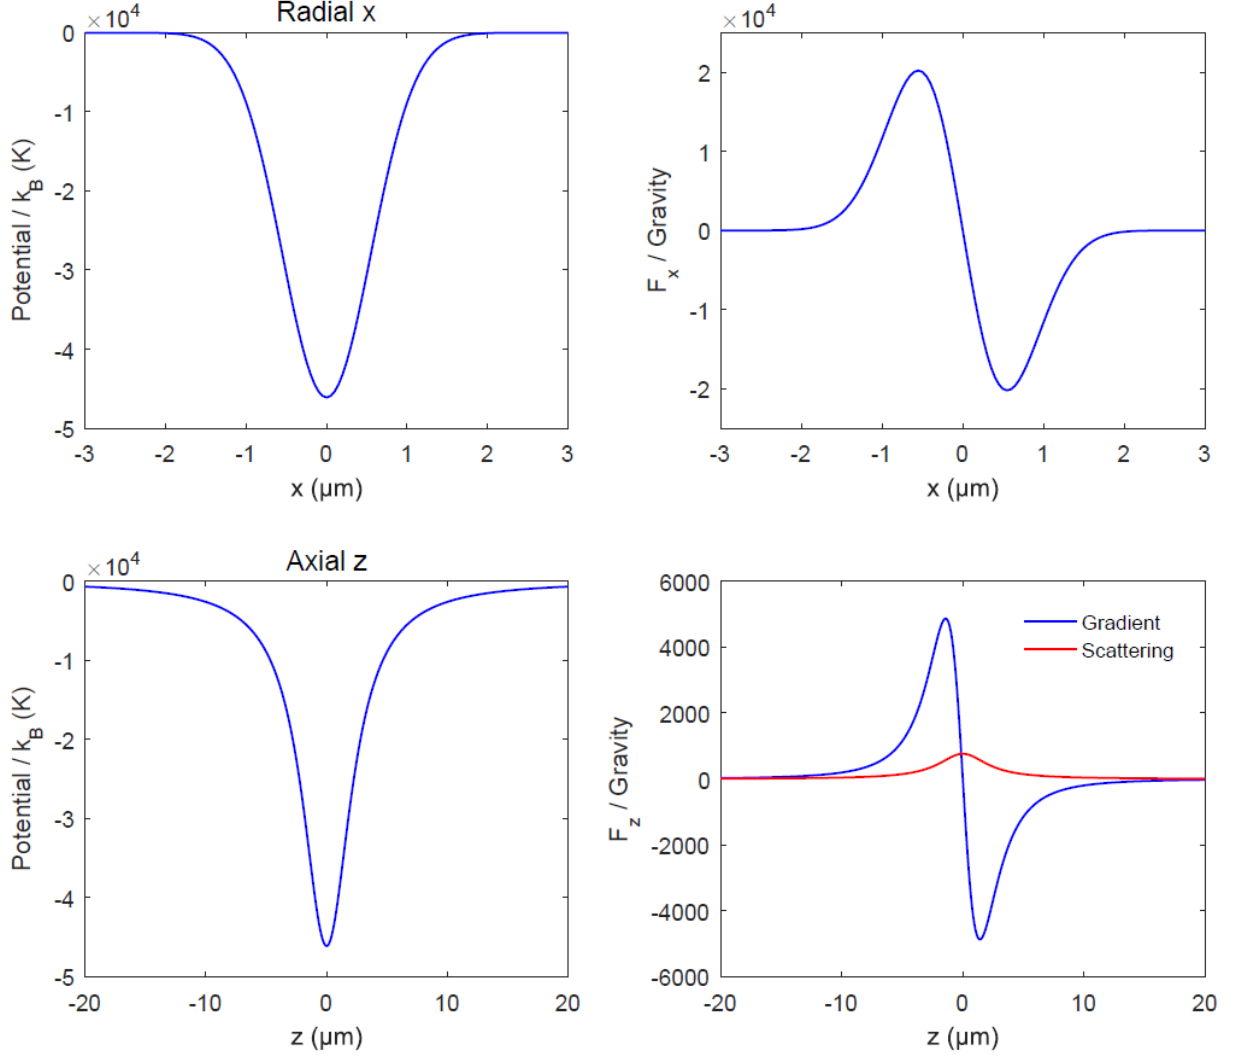 ×10⁴
Radial x
0
-1
-2
-3
-4
-5
Potential / k_B (K)
-3 -2 -1 0 1 2 3
x (μm)
×10⁴
2
1
0
-1
-2
F_x / Gravity
-3 -2 -1 0 1 2 3
x (μm)
×10⁴
Axial z
0
-1
-2
-3
-4
-5
Potential / k_B (K)
-20 -10 0 10 20
z (μm)
6000
4000
2000
0
-2000
-4000
-6000
F_z / Gravity
Gradient
Scattering
-20 -10 0 10 20
z (μm)